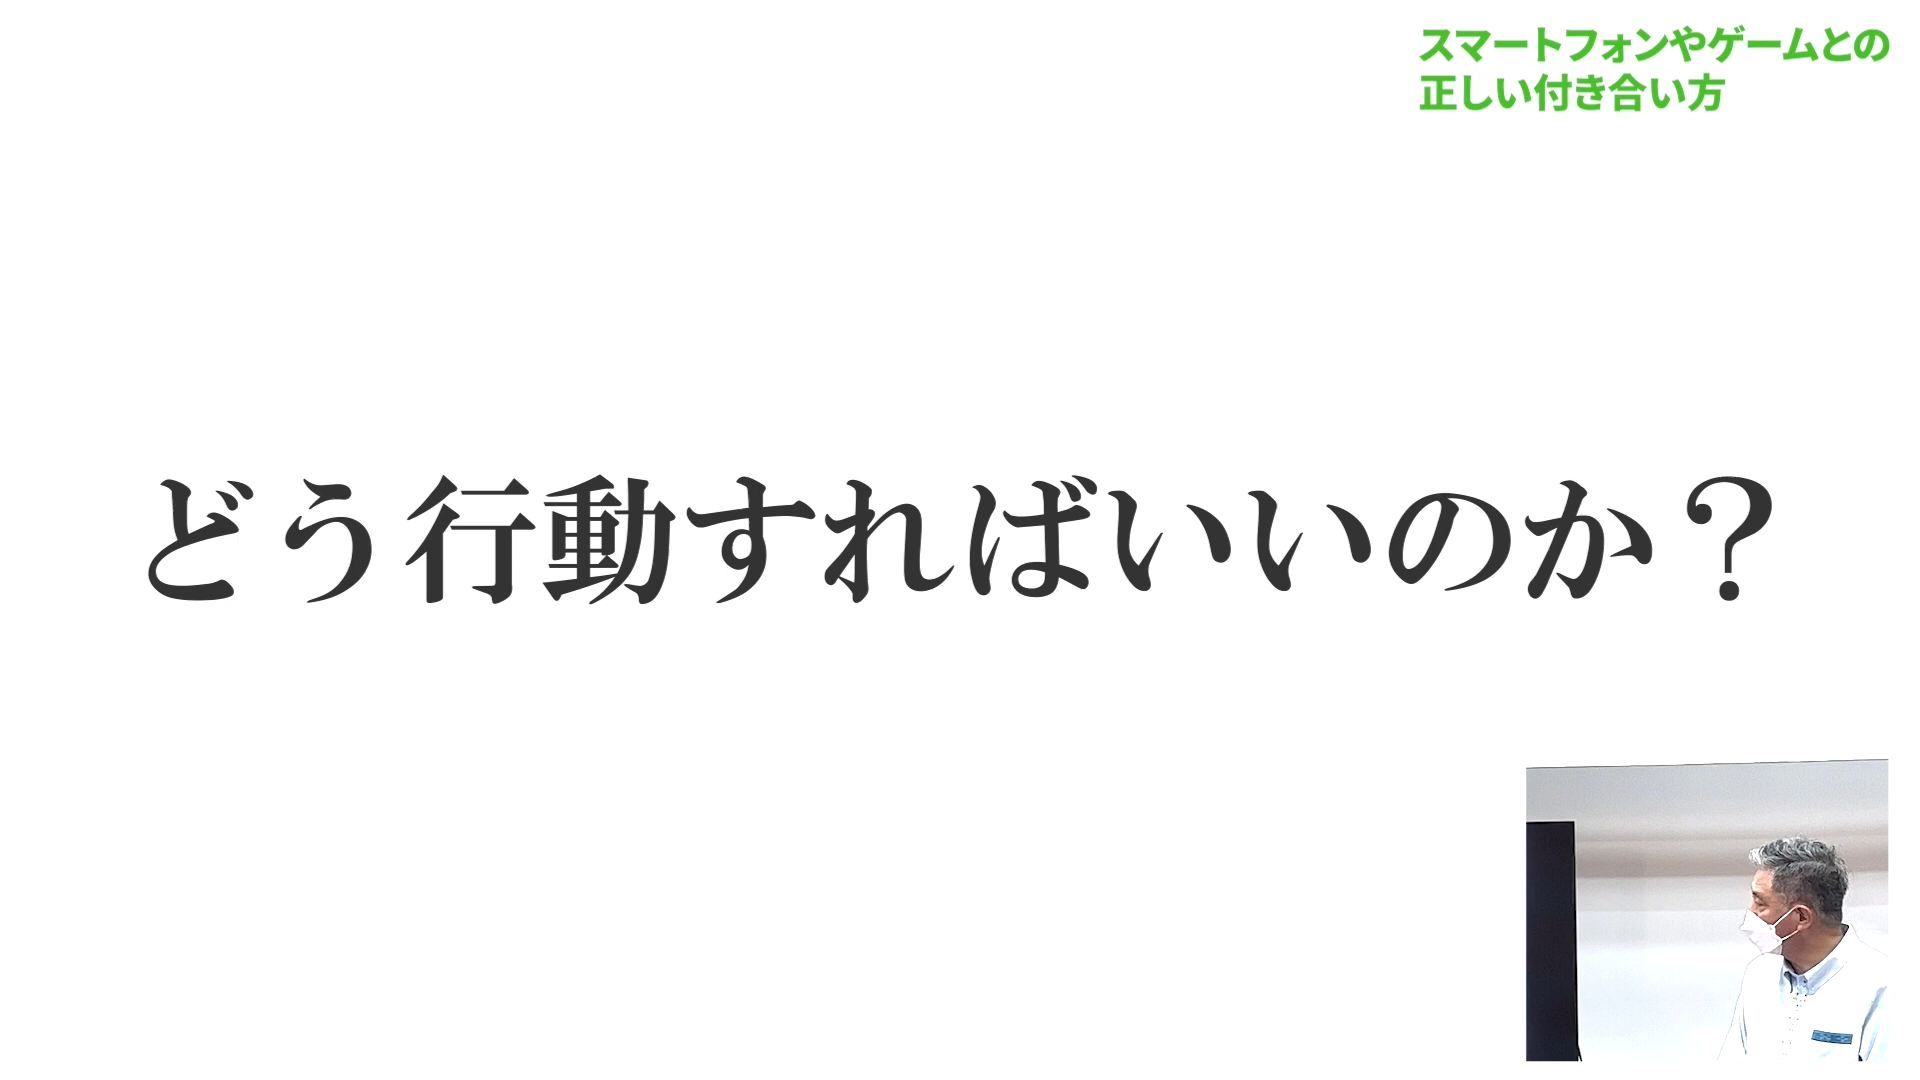 スマートフォンやゲームとの
正しい付き合い方
どう行動すればいいのか？